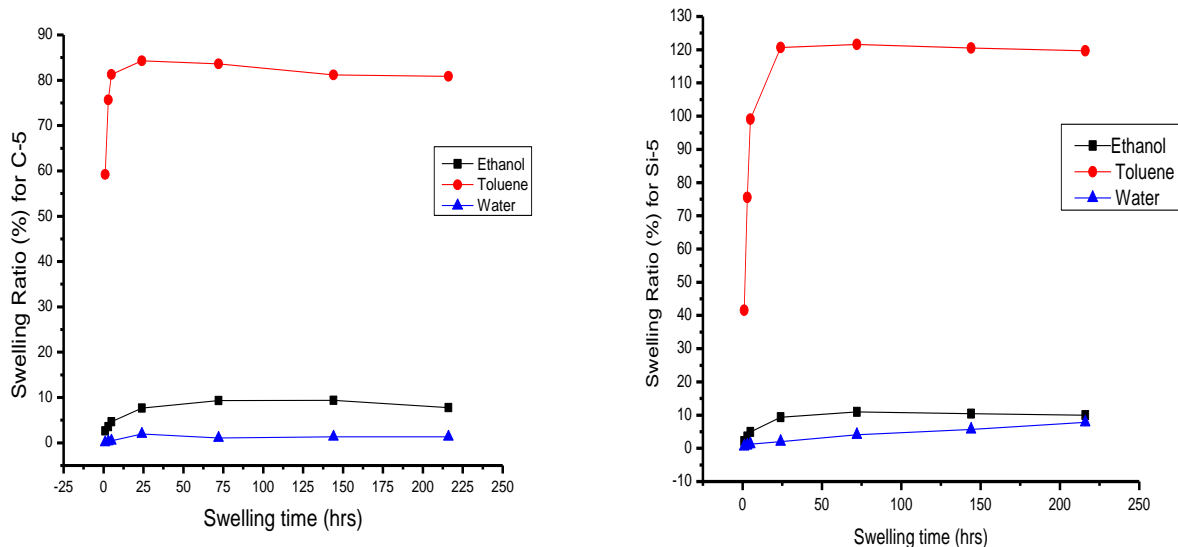 Swelling Ratio (%) for C-5
90
80
70
60
50
40
30
20
10
0
Ethanol
Toluene
Water
-25 0 25 50 75 100 125 150 175 200 225 250
Swelling time (hrs)
Swelling Ratio (%) for Si-5
130
120
110
100
90
80
70
60
50
40
30
20
10
0
-10
Ethanol
Toluene
Water
0 50 100 150 200 250
Swelling time (hrs)